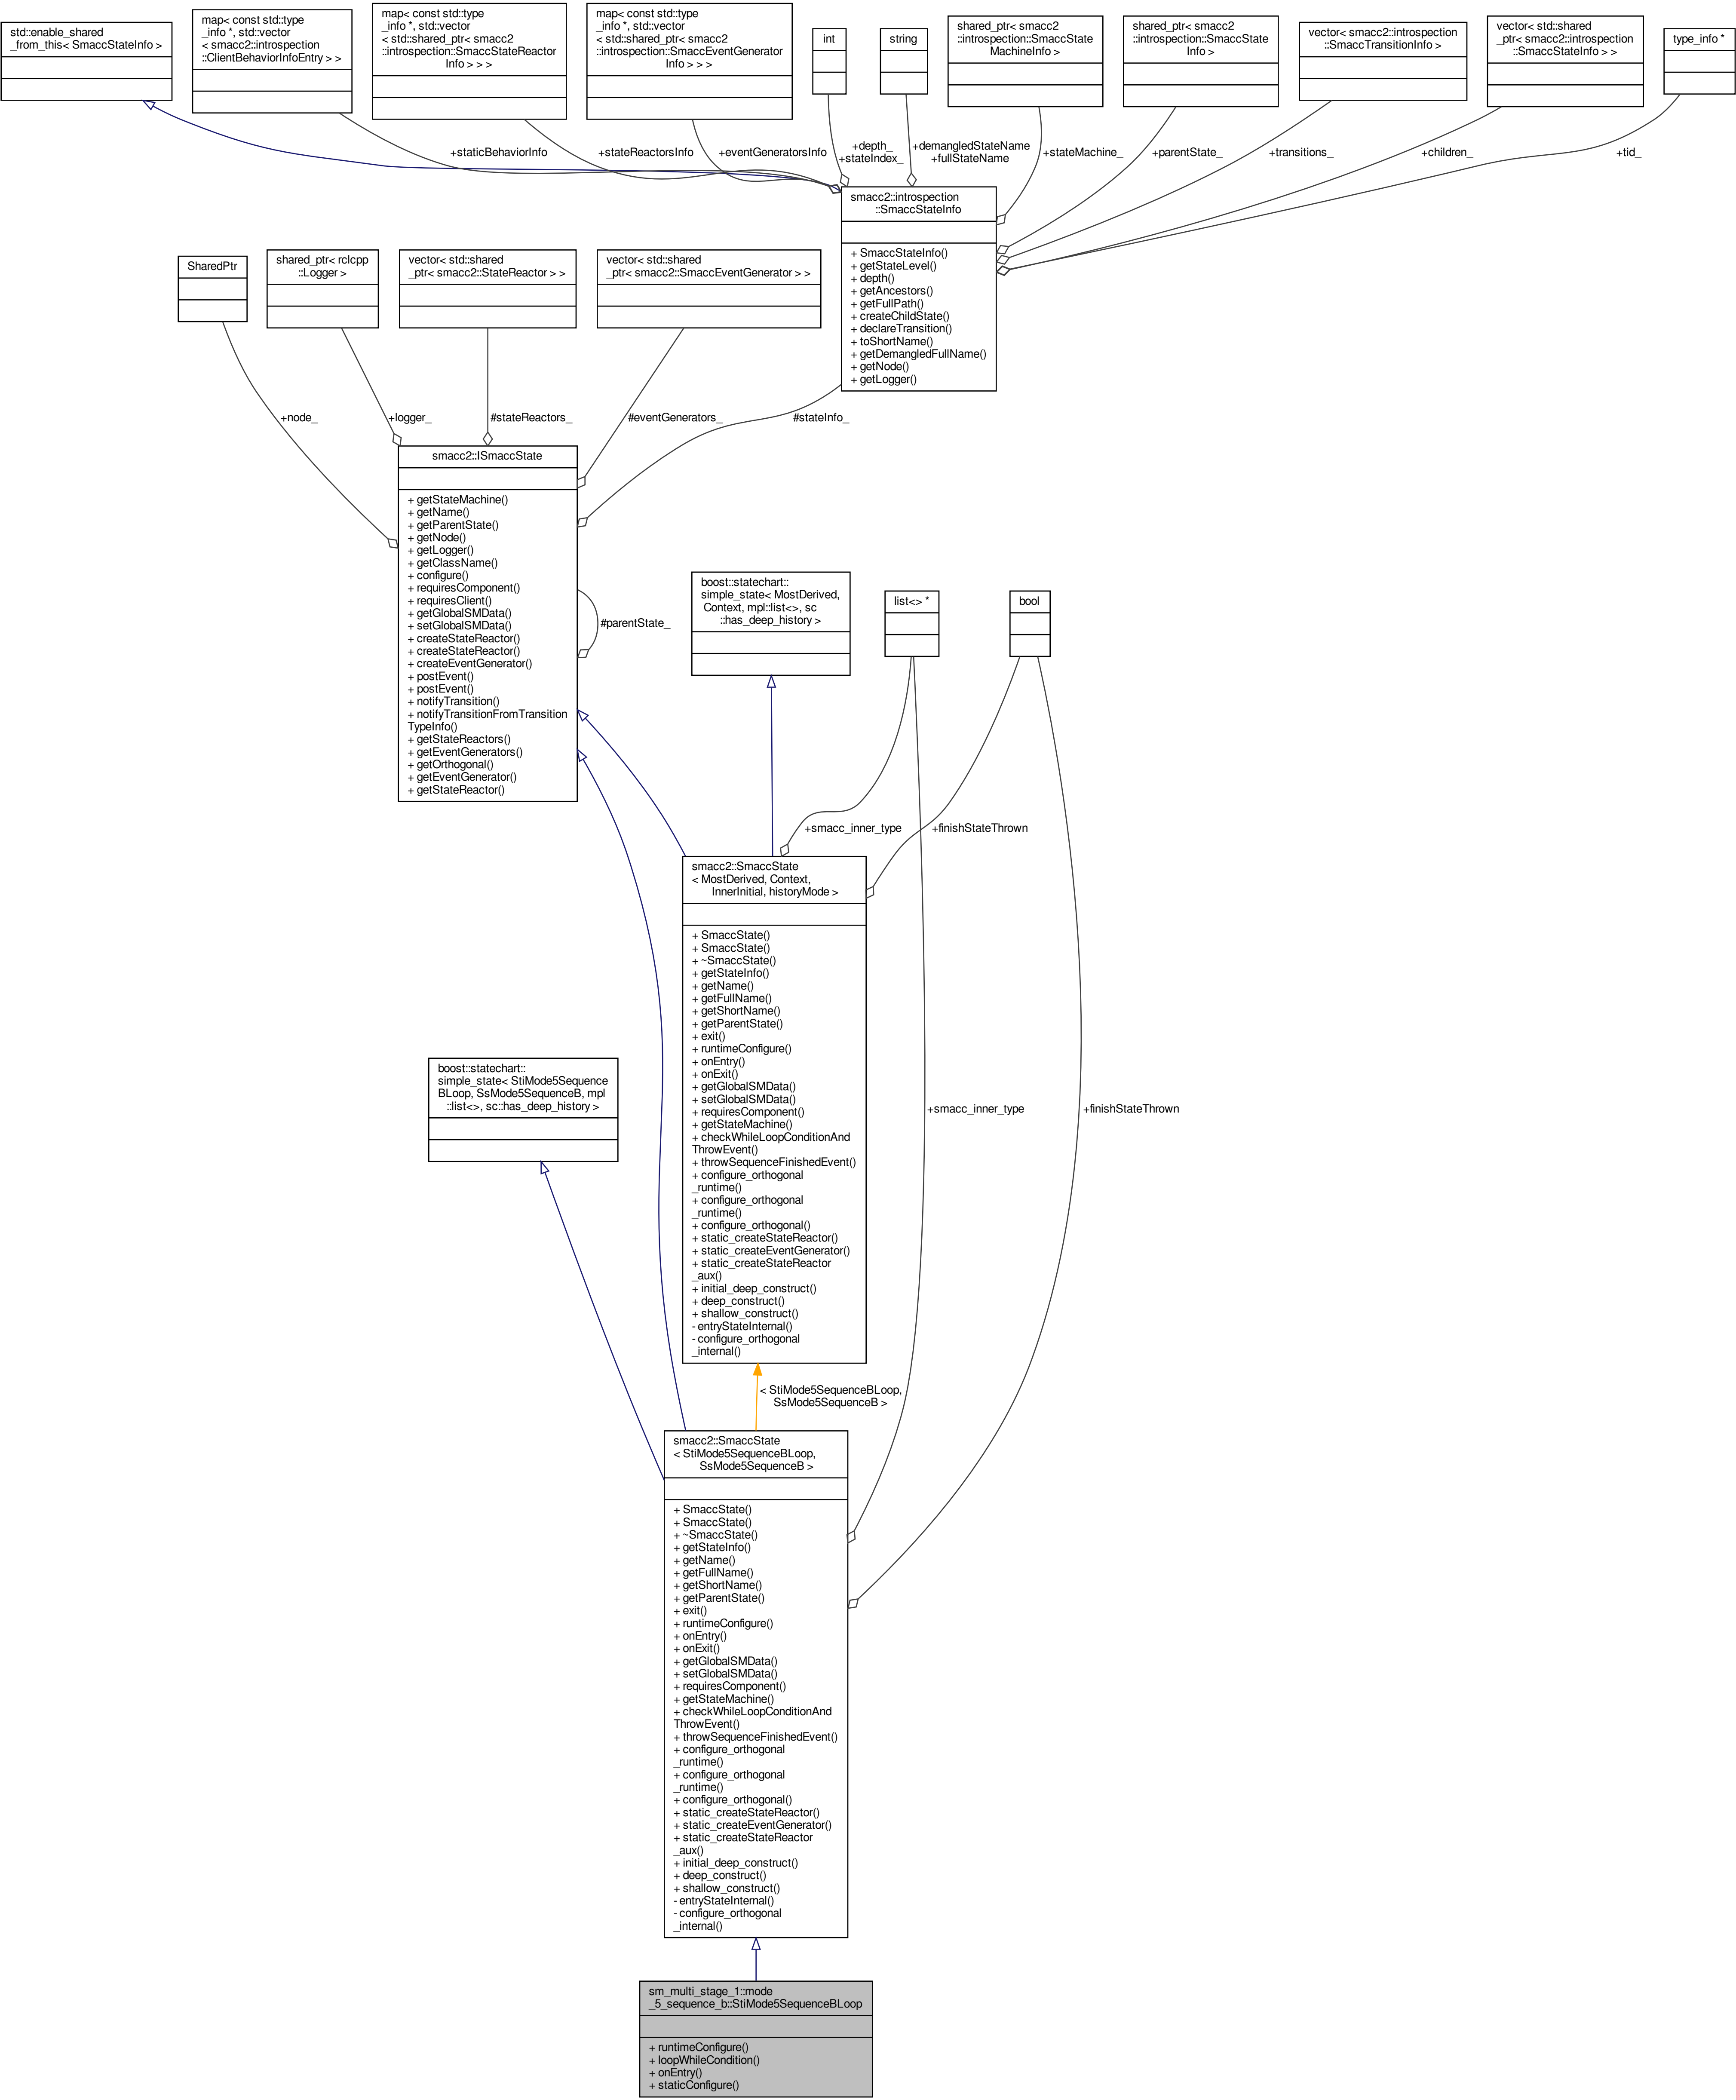 std::enable_shared
_from_this< SmaccStateInfo >
map< const std::type
_info *, std::vector
< smacc2::introspection
::ClientBehaviorInfoEntry > >
map< const std::type
_info *, std::vector
< std::shared_ptr< smacc2
::introspection::SmaccStateReactor
Info > > >
map< const std::type
_info *, std::vector
< std::shared_ptr< smacc2
::introspection::SmaccEventGenerator
Info > > >
int
string
shared_ptr< smacc2
::introspection::SmaccState
MachineInfo >
shared_ptr< smacc2
::introspection::SmaccState
Info >
vector< smacc2::introspection
::SmaccTransitionInfo >
vector< std::shared
_ptr< smacc2::introspection
::SmaccStateInfo > >
type_info *
+staticBehaviorInfo
+stateReactorsInfo
+eventGeneratorsInfo
+depth_
+stateIndex_
+demangledStateName
+fullStateName
+stateMachine_
+parentState_
+transitions_
+children_
+tid_
smacc2::introspection
::SmaccStateInfo
+ SmaccStateInfo()
+ getStateLevel()
+ depth()
+ getAncestors()
+ getFullPath()
+ createChildState()
+ declareTransition()
+ toShortName()
+ getDemangledFullName()
+ getNode()
+ getLogger()
SharedPtr
shared_ptr< rclcpp
::Logger >
vector< std::shared
_ptr< smacc2::StateReactor > >
vector< std::shared
_ptr< smacc2::SmaccEventGenerator > >
+node_
+logger_
#stateReactors_
#eventGenerators_
#stateInfo_
smacc2::ISmaccState
+ getStateMachine()
+ getName()
+ getParentState()
+ getNode()
+ getLogger()
+ getClassName()
+ configure()
+ requiresComponent()
+ requiresClient()
+ getGlobalSMData()
+ setGlobalSMData()
+ createStateReactor()
+ createStateReactor()
+ createEventGenerator()
+ postEvent()
+ postEvent()
+ notifyTransition()
+ notifyTransitionFromTransition
TypeInfo()
+ getStateReactors()
+ getEventGenerators()
+ getOrthogonal()
+ getEventGenerator()
+ getStateReactor()
#parentState_
boost::statechart::
simple_state< MostDerived,
Context, mpl::list<>, sc
::has_deep_history >
list<> *
bool
+smacc_inner_type
+finishStateThrown
smacc2::SmaccState
< MostDerived, Context,
InnerInitial, historyMode >
+ SmaccState()
+ SmaccState()
+ ~SmaccState()
+ getStateInfo()
+ getName()
+ getFullName()
+ getShortName()
+ getParentState()
+ exit()
+ runtimeConfigure()
+ onEntry()
+ onExit()
+ getGlobalSMData()
+ setGlobalSMData()
+ requiresComponent()
+ getStateMachine()
+ checkWhileLoopConditionAnd
ThrowEvent()
+ throwSequenceFinishedEvent()
+ configure_orthogonal
_runtime()
+ configure_orthogonal
_runtime()
+ configure_orthogonal()
+ static_createStateReactor()
+ static_createEventGenerator()
+ static_createStateReactor
_aux()
+ initial_deep_construct()
+ deep_construct()
+ shallow_construct()
- entryStateInternal()
- configure_orthogonal
_internal()
boost::statechart::
simple_state< StiMode5Sequence
BLoop, SsMode5SequenceB, mpl
::list<>, sc::has_deep_history >
+smacc_inner_type
+finishStateThrown
< StiMode5SequenceBLoop,
SsMode5SequenceB >
smacc2::SmaccState
< StiMode5SequenceBLoop,
SsMode5SequenceB >
+ SmaccState()
+ SmaccState()
+ ~SmaccState()
+ getStateInfo()
+ getName()
+ getFullName()
+ getShortName()
+ getParentState()
+ exit()
+ runtimeConfigure()
+ onEntry()
+ onExit()
+ getGlobalSMData()
+ setGlobalSMData()
+ requiresComponent()
+ getStateMachine()
+ checkWhileLoopConditionAnd
ThrowEvent()
+ throwSequenceFinishedEvent()
+ configure_orthogonal
_runtime()
+ configure_orthogonal
_runtime()
+ configure_orthogonal()
+ static_createStateReactor()
+ static_createEventGenerator()
+ static_createStateReactor
_aux()
+ initial_deep_construct()
+ deep_construct()
+ shallow_construct()
- entryStateInternal()
- configure_orthogonal
_internal()
sm_multi_stage_1::mode
_5_sequence_b::StiMode5SequenceBLoop
+ runtimeConfigure()
+ loopWhileCondition()
+ onEntry()
+ staticConfigure()